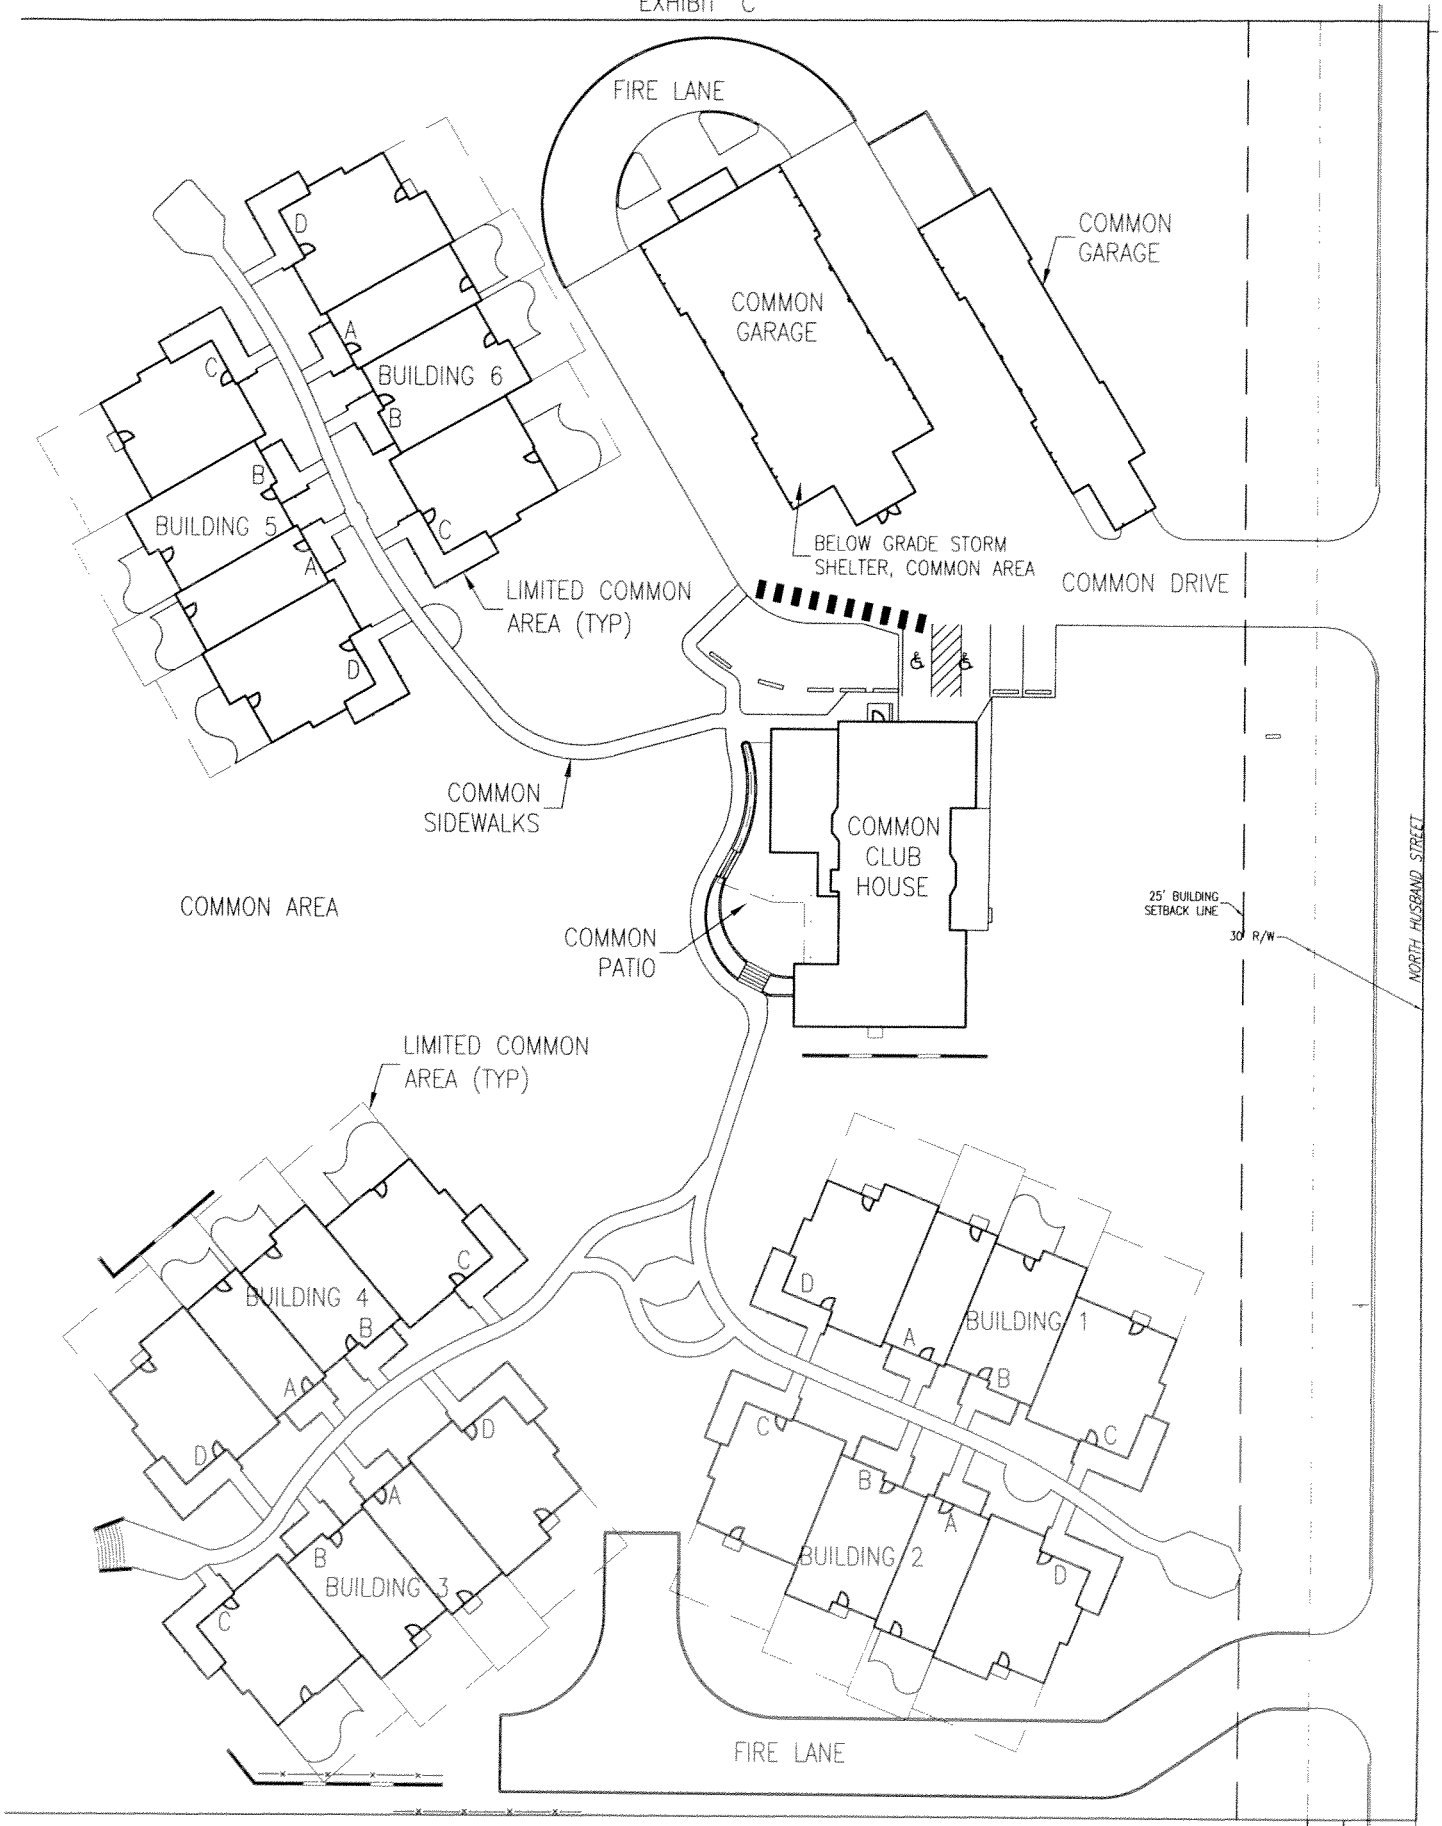 EXHIBIT C
FIRE LANE
COMMON
GARAGE
COMMON
GARAGE
D
A
BUILDING 6
B
C
C
B
BUILDING 5
A
D
BELOW GRADE STORM
SHELTER, COMMON AREA
COMMON DRIVE
LIMITED COMMON
AREA (TYP)
COMMON
SIDEWALKS
COMMON
CLUB
HOUSE
COMMON AREA
COMMON
PATIO
25' BUILDING
SETBACK LINE
30' R/W
NORTH HUSBAND STREET
LIMITED COMMON
AREA (TYP)
C
BUILDING 4
B
A
D
D
BUILDING 1
A
B
C
D
A
B
BUILDING 3
C
C
B
A
BUILDING 2
D
FIRE LANE